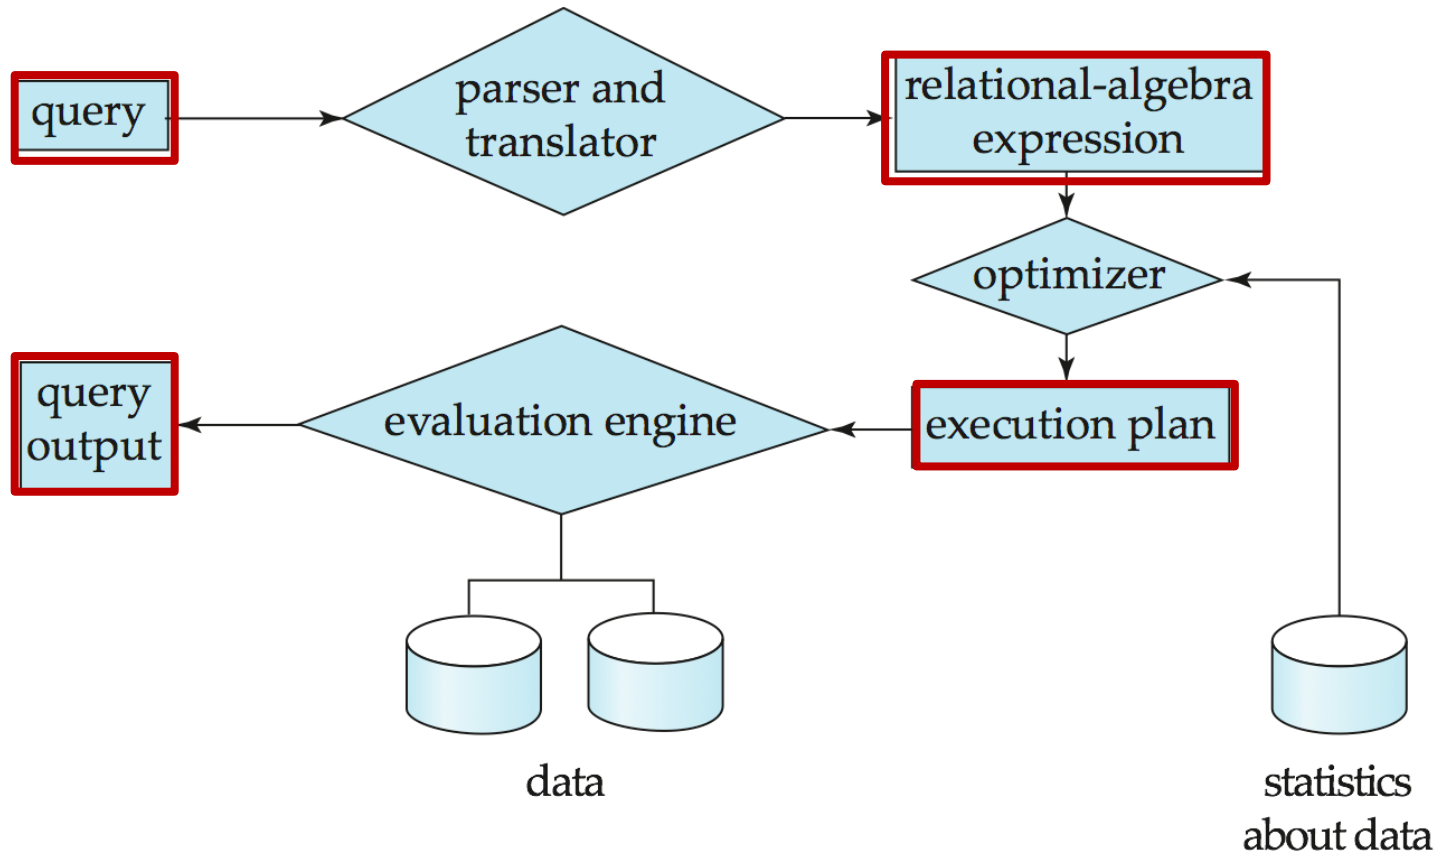 query
parser and
translator
relational-algebra
expression
optimizer
execution plan
evaluation engine
query
output
data
statistics
about data